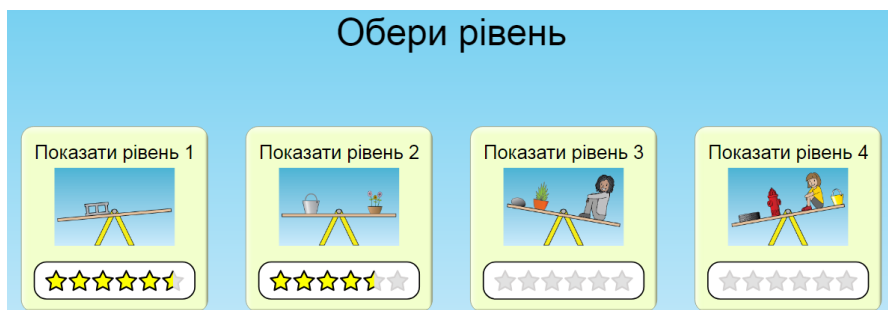 Обери рівень
Показати рівень 1
Показати рівень 2
Показати рівень 3
Показати рівень 4